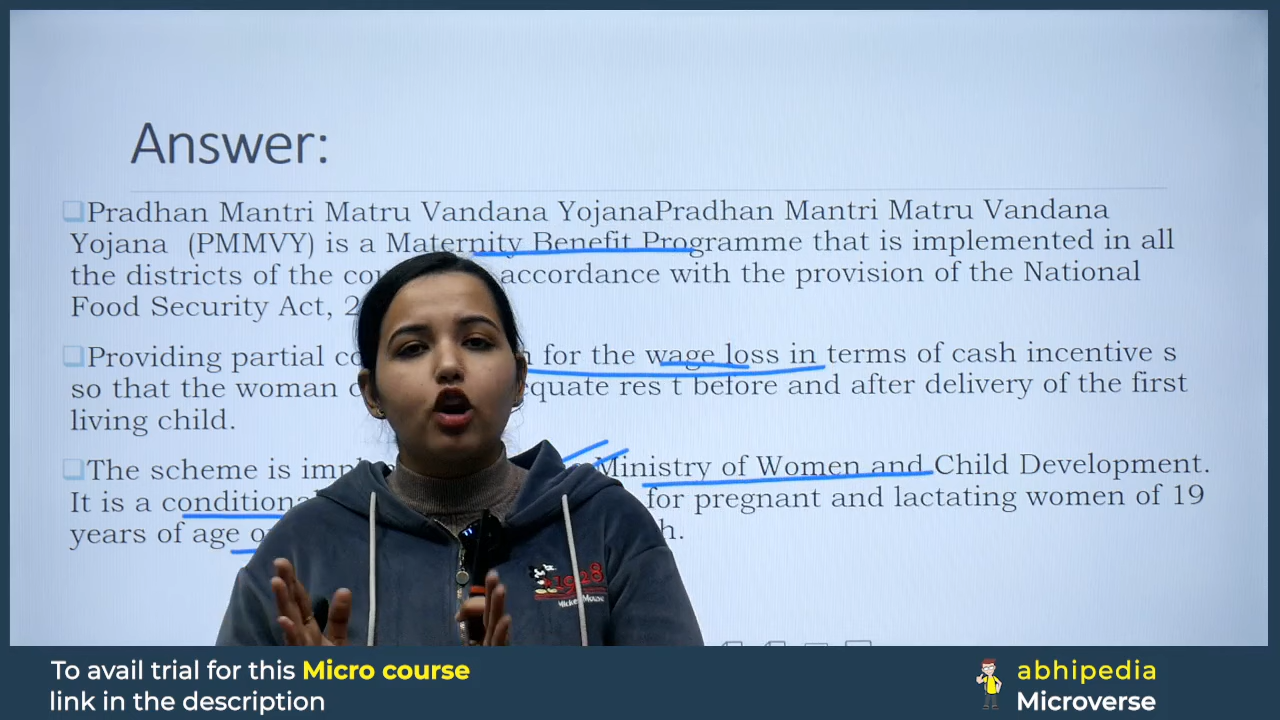 Answer:
Pradhan Mantri Matru Vandana YojanaPradhan Mantri Matru Vandana
Yojana (PMMVY) is a Maternity Benefit Programme that is implemented in all
the districts of the accordance with the provision of the National
Food Security Act,
Providing partial for the wage loss in terms of cash incentive s
so that the woman res t before and after delivery of the first
living child.
The scheme is Ministry of Women and Child Development.
It is a for pregnant and lactating women of 19
years of age
1928
Mickey Mouse
To avail trial for this Micro course
link in the description
abhipedia
Microverse